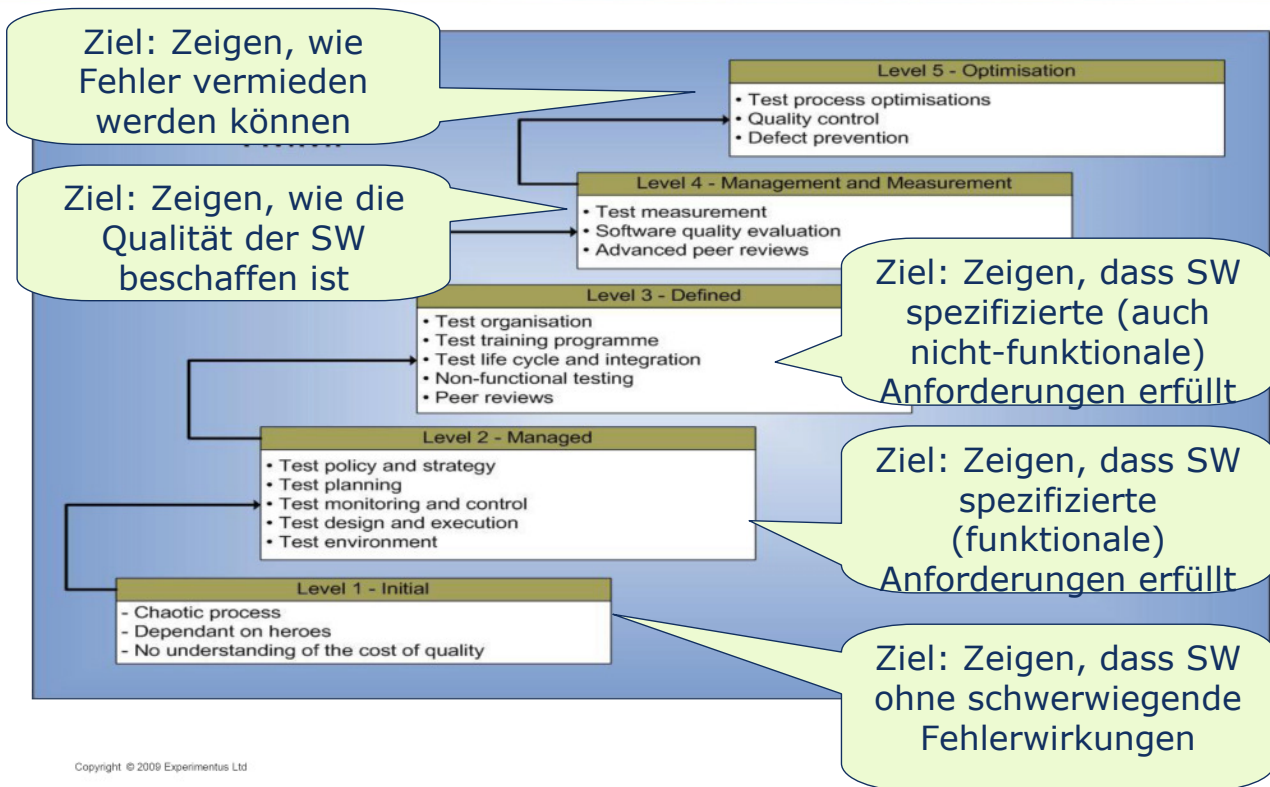 Ziel: Zeigen, wie
Fehler vermieden
werden können
Level 5 - Optimisation
• Test process optimisations
• Quality control
• Defect prevention
Ziel: Zeigen, wie die
Qualität der SW
beschaffen ist
Level 4 - Management and Measurement
• Test measurement
• Software quality evaluation
• Advanced peer reviews
Ziel: Zeigen, dass SW
spezifizierte (auch
nicht-funktionale)
Anforderungen erfüllt
Level 3 - Defined
• Test organisation
• Test training programme
• Test life cycle and integration
• Non-functional testing
• Peer reviews
Level 2 - Managed
• Test policy and strategy
• Test planning
• Test monitoring and control
• Test design and execution
• Test environment
Ziel: Zeigen, dass SW
spezifizierte
(funktionale)
Anforderungen erfüllt
Level 1 - Initial
- Chaotic process
- Dependant on heroes
- No understanding of the cost of quality
Ziel: Zeigen, dass SW
ohne schwerwiegende
Fehlerwirkungen
Copyright © 2009 Experimentus Ltd